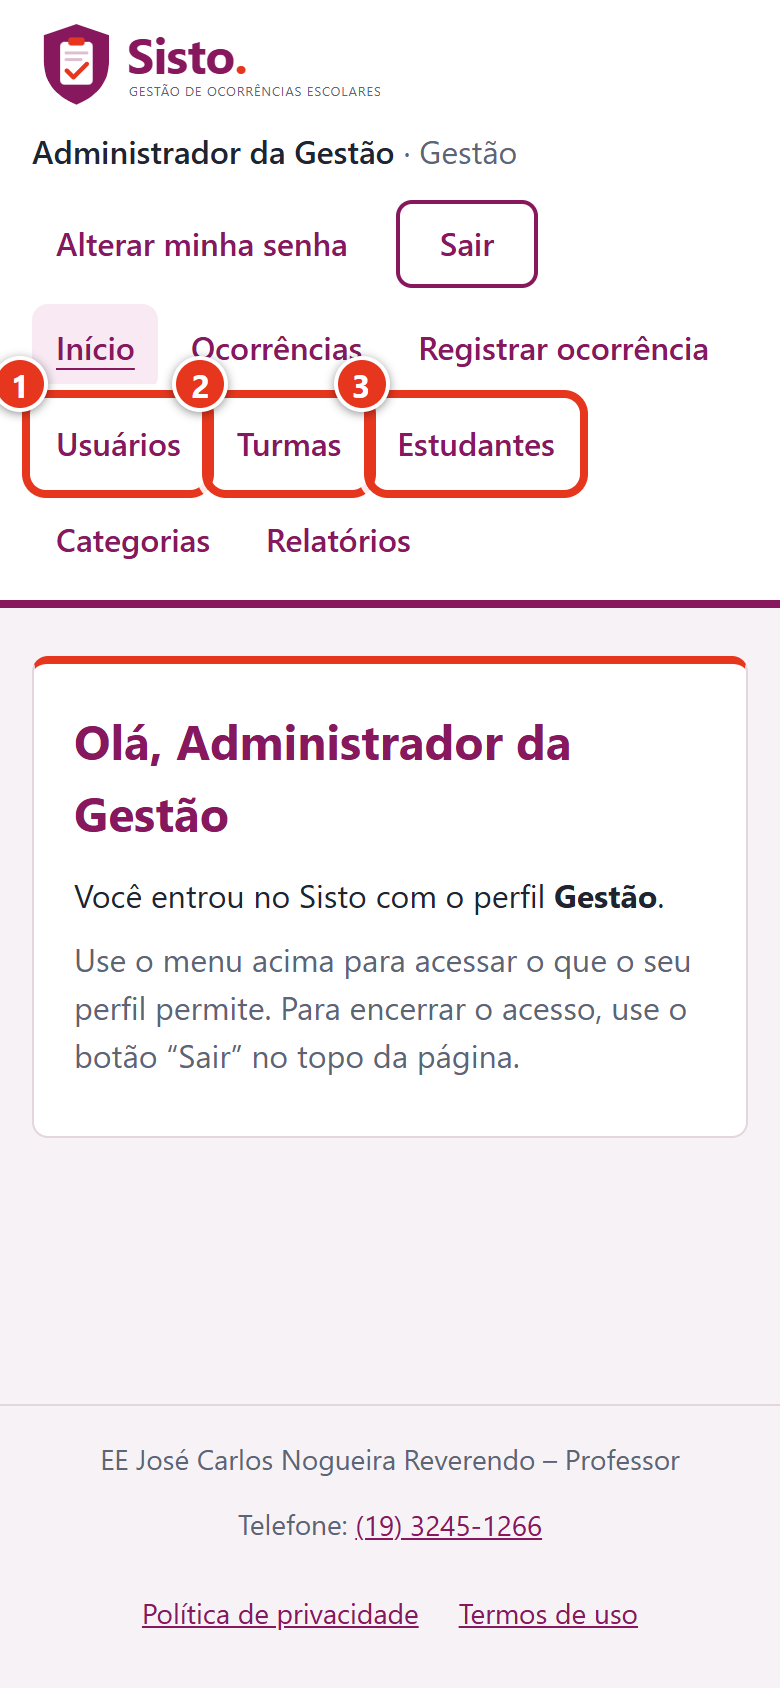 Sisto.
GESTÃO DE OCORRÊNCIAS ESCOLARES
Administrador da Gestão · Gestão
Alterar minha senha Sair
Início Ocorrências Registrar ocorrência
1 2 3
Usuários Turmas Estudantes
Categorias Relatórios
Olá, Administrador da
Gestão
Você entrou no Sisto com o perfil Gestão.
Use o menu acima para acessar o que o seu
perfil permite. Para encerrar o acesso, use o
botão “Sair” no topo da página.
EE José Carlos Nogueira Reverendo – Professor
Telefone: (19) 3245-1266
Política de privacidade Termos de uso